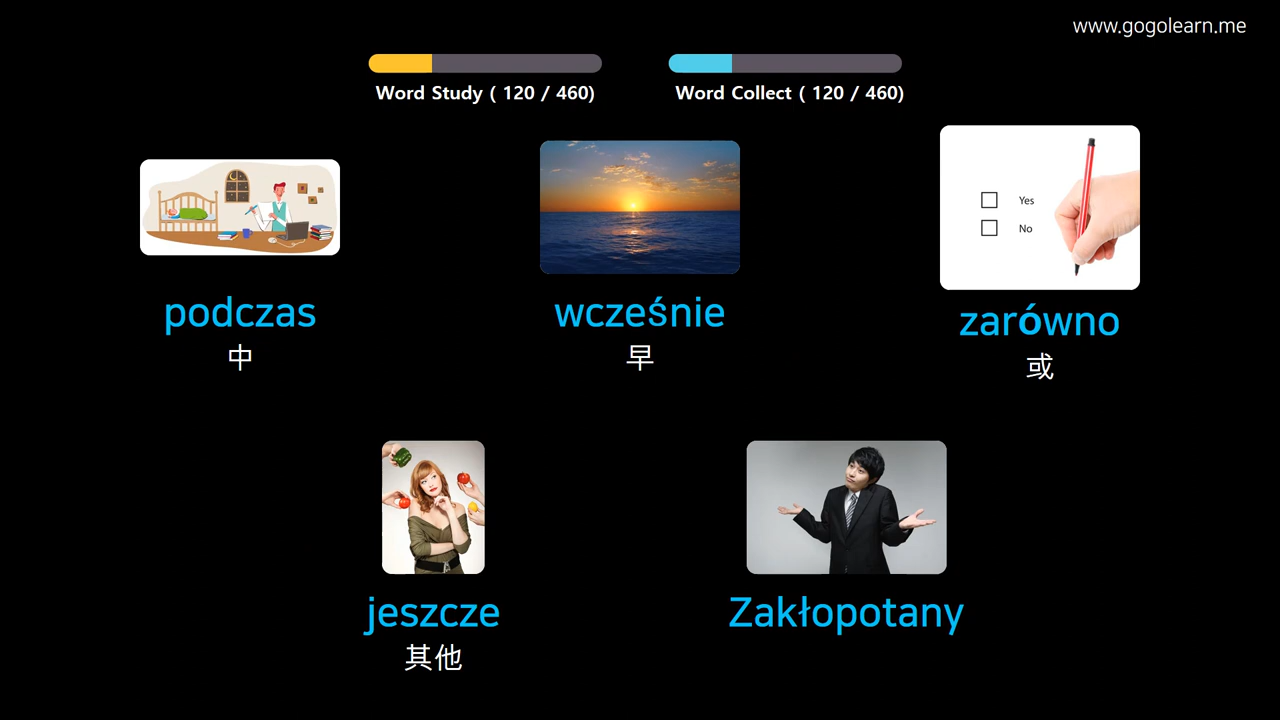 www.gogolearn.me
Word Study ( 120 / 460)
Word Collect ( 120 / 460)
Yes
No
podczas
中
wcześnie
早
zarówno
或
jeszcze
其他
Zakłopotany